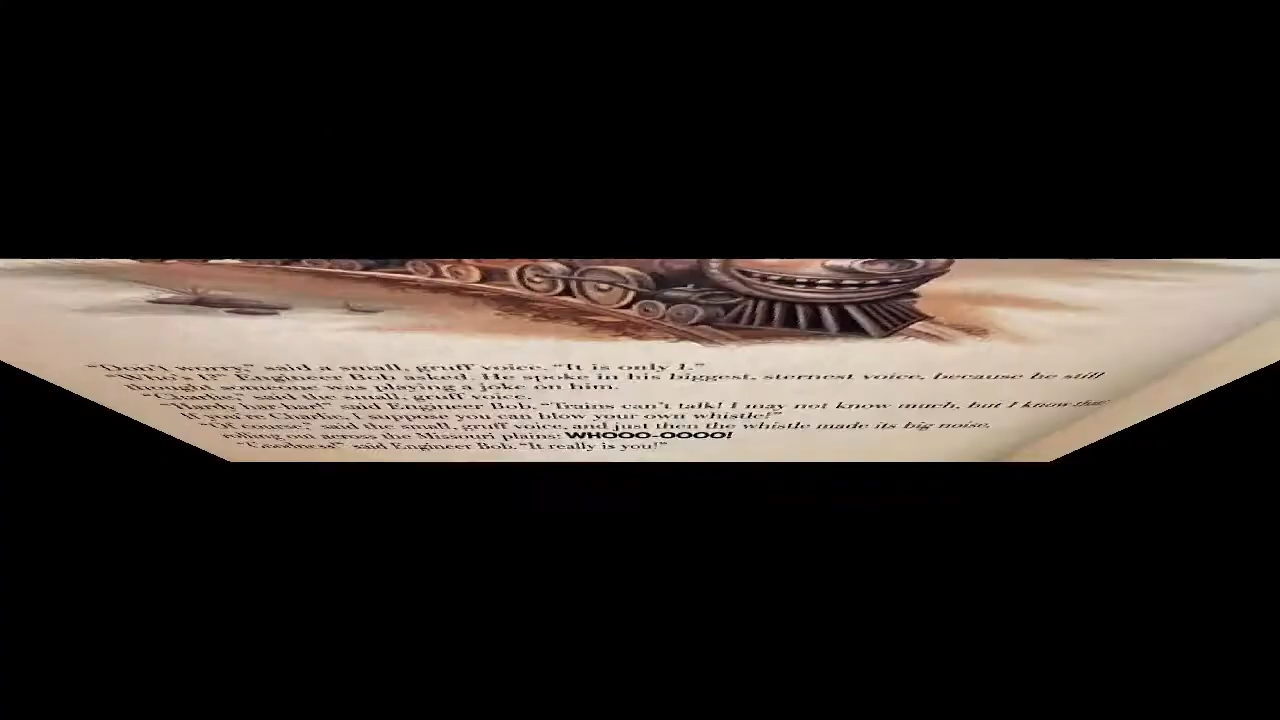 "Don't worry," said a small, gruff voice. "It is only I."
"Who's I?" Engineer Bob asked. He spoke in his biggest, sternest voice, because he still
thought someone was playing a joke on him.
"Charlie," said the small, gruff voice.
"Hardy har-har!" said Engineer Bob. "Trains can't talk! I may not know much, but I know that!
If you're Charlie, I suppose you can blow your own whistle!"
"Of course," said the small, gruff voice, and just then the whistle made its big noise,
rolling out across the Missouri plains: WHOOO-OOOO!
"Goodness!" said Engineer Bob. "It really is you!"